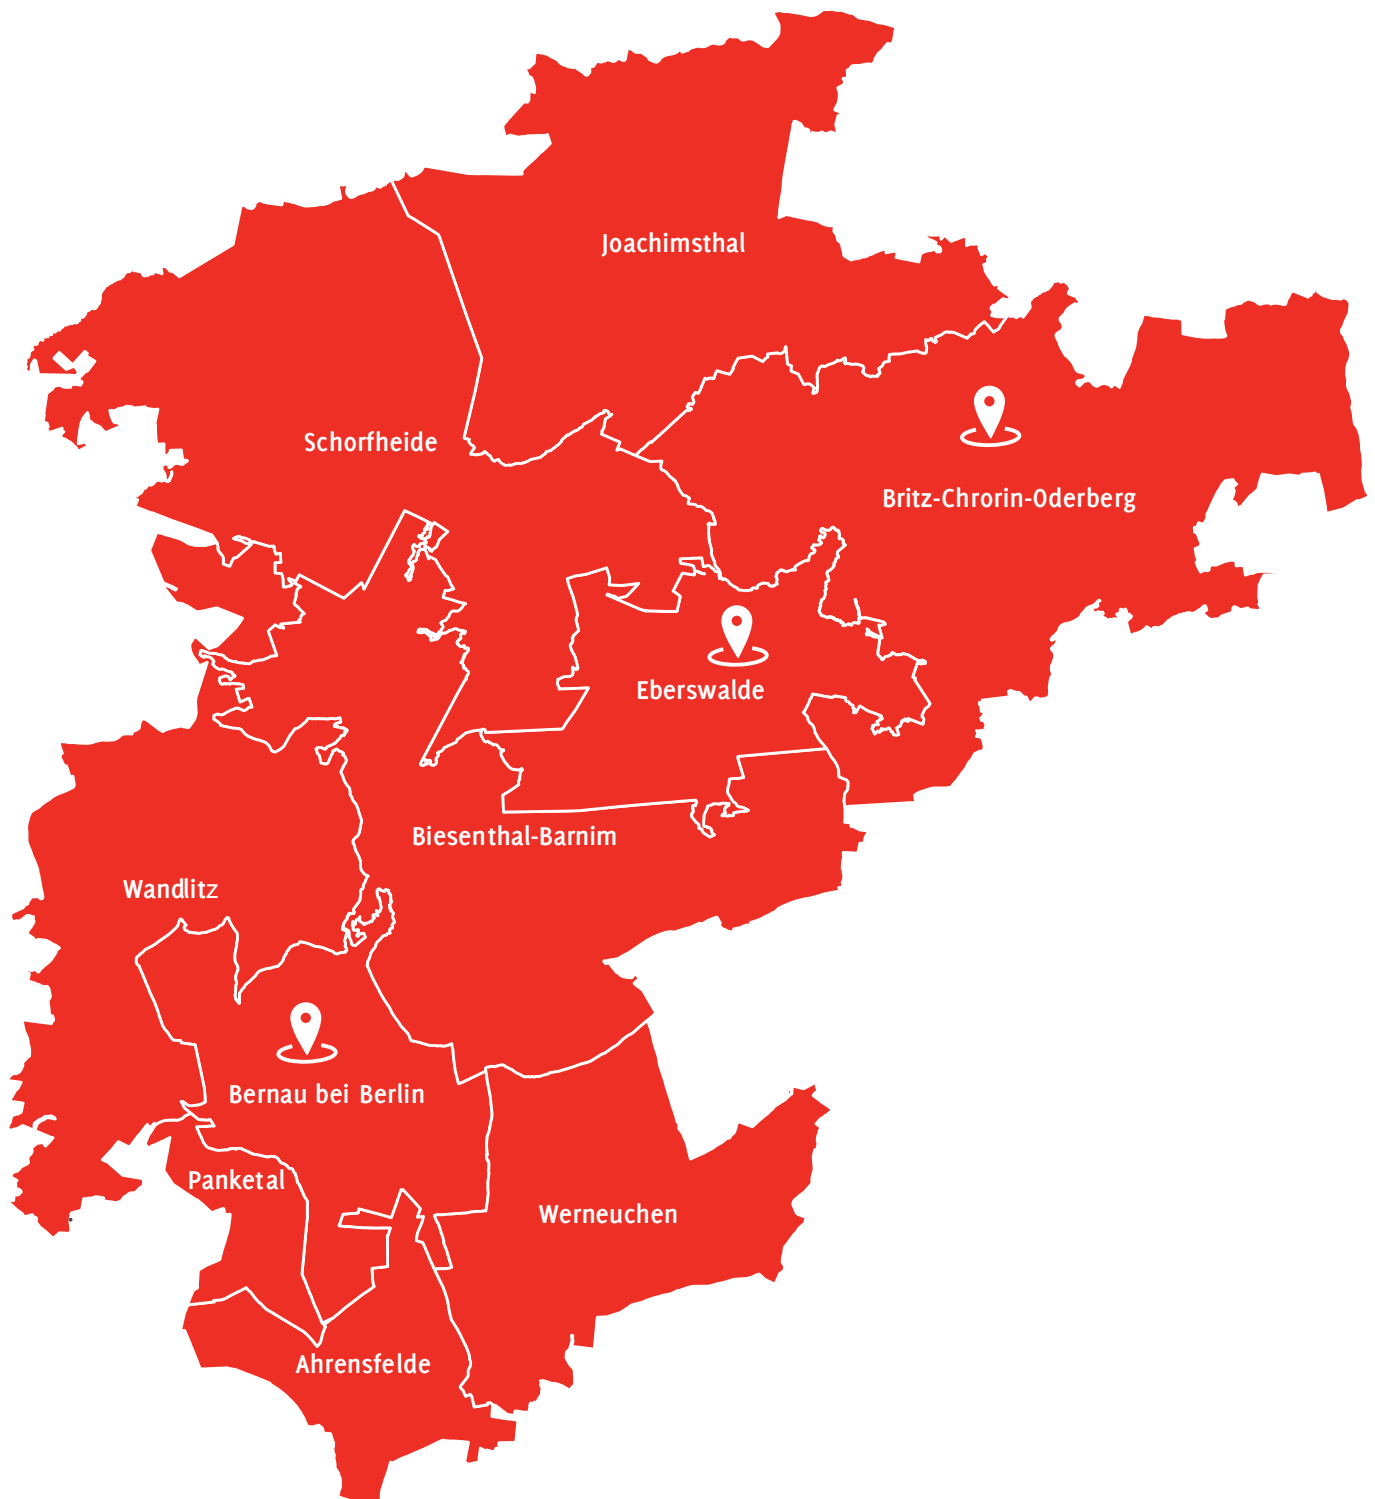 Joachimsthal
Schorfheide
Britz-Chrorin-Oderberg
Eberswalde
Biesenthal-Barnim
Wandlitz
Bernau bei Berlin
Panketal
Werneuchen
Ahrensfelde